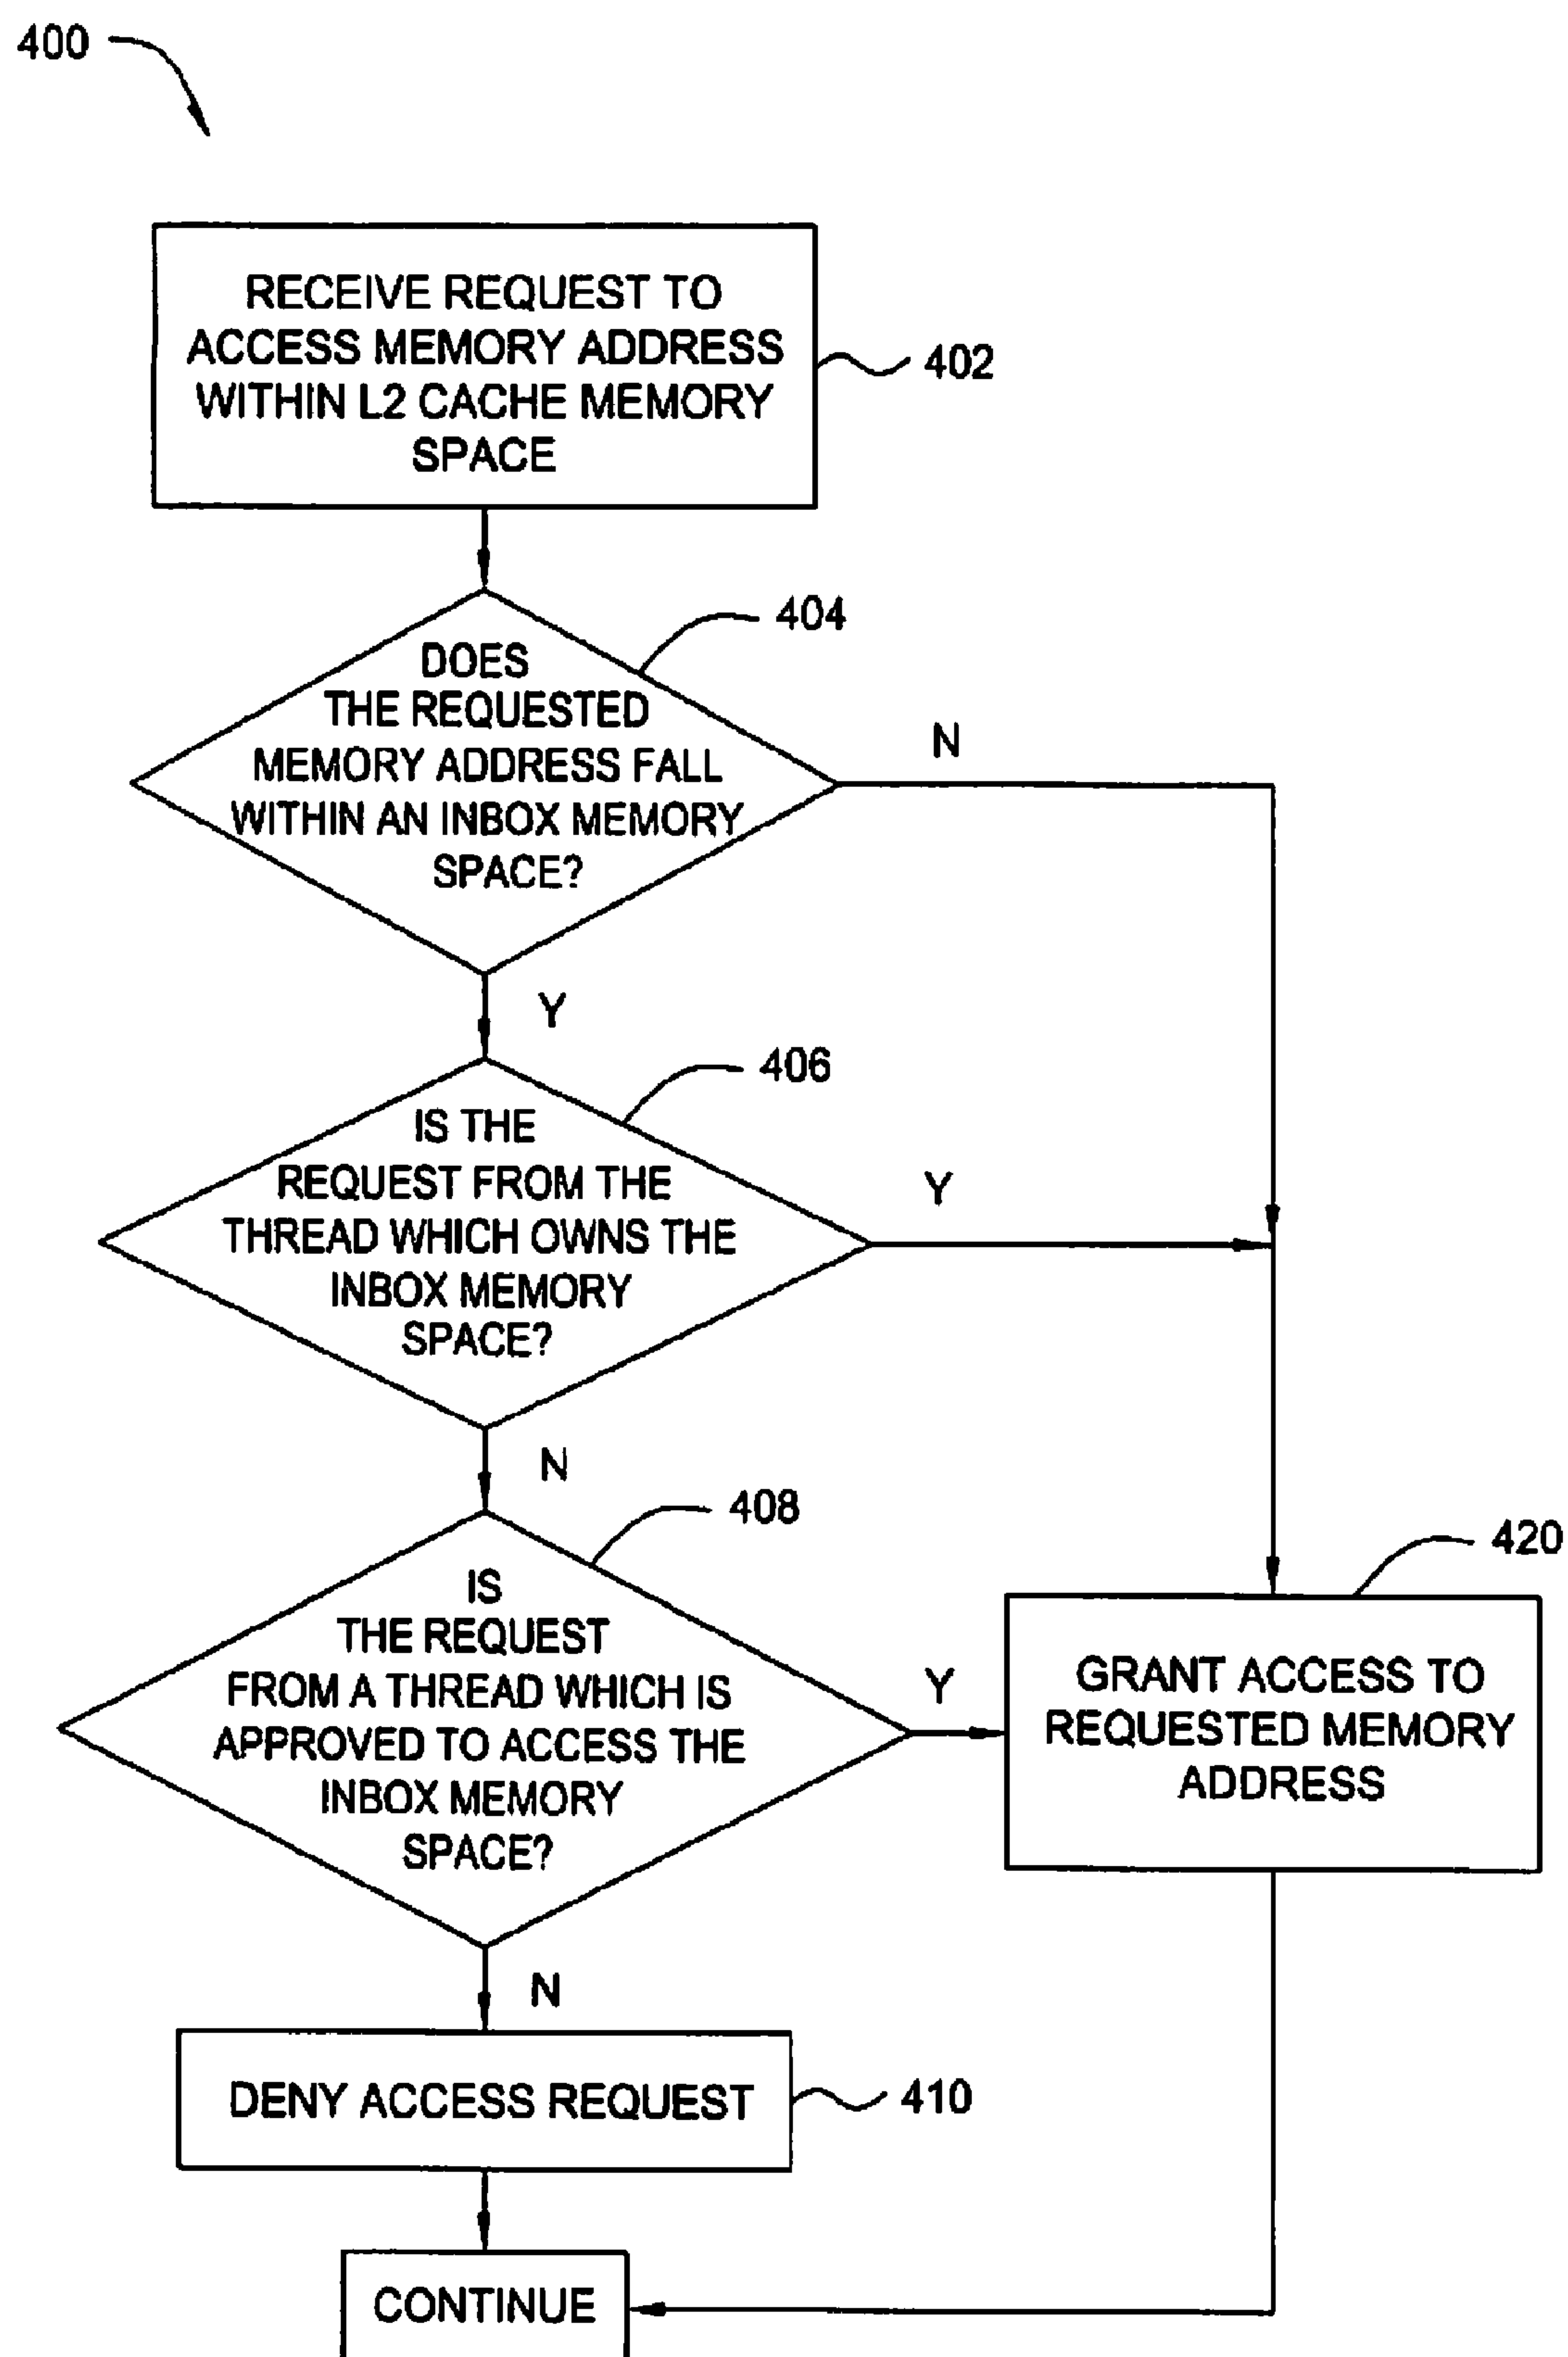 400
RECEIVE REQUEST TO
ACCESS MEMORY ADDRESS
WITHIN L2 CACHE MEMORY
SPACE
402
404
DOES
THE REQUESTED
MEMORY ADDRESS FALL
WITHIN AN INBOX MEMORY
SPACE?
N
Y
406
IS THE
REQUEST FROM THE
THREAD WHICH OWNS THE
INBOX MEMORY
SPACE?
Y
N
408
IS
THE REQUEST
FROM A THREAD WHICH IS
APPROVED TO ACCESS THE
INBOX MEMORY
SPACE?
Y
420
GRANT ACCESS TO
REQUESTED MEMORY
ADDRESS
N
DENY ACCESS REQUEST
410
CONTINUE